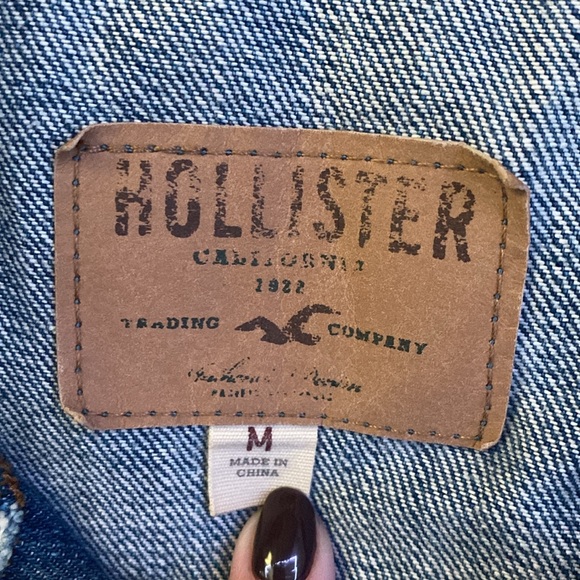 HOLLISTER
CALIFORNIA
1922
TRADING COMPANY
M
MADE IN
CHINA